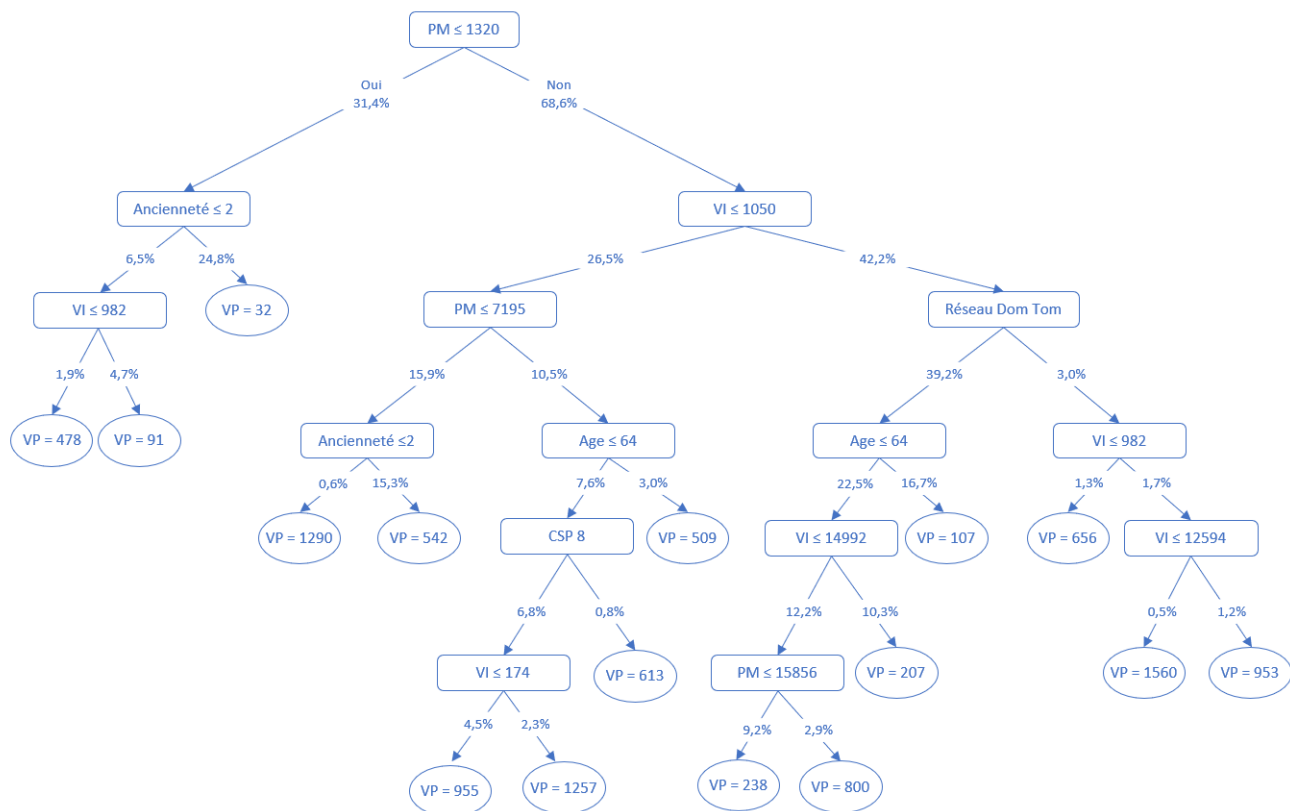 PM ≤ 1320
Oui
31,4%
Non
68,6%
Ancienneté ≤ 2
VI ≤ 1050
6,5%
24,8%
26,5%
42,2%
VI ≤ 982
VP = 32
PM ≤ 7195
Réseau Dom Tom
1,9%
4,7%
15,9%
10,5%
39,2%
3,0%
VP = 478
VP = 91
Ancienneté ≤2
Age ≤ 64
Age ≤ 64
VI ≤ 982
0,6%
15,3%
7,6%
3,0%
22,5%
16,7%
1,3%
1,7%
VP = 1290
VP = 542
CSP 8
VP = 509
VI ≤ 14992
VP = 107
VP = 656
VI ≤ 12594
6,8%
0,8%
12,2%
10,3%
0,5%
1,2%
VI ≤ 174
VP = 613
PM ≤ 15856
VP = 207
VP = 1560
VP = 953
4,5%
2,3%
9,2%
2,9%
VP = 955
VP = 1257
VP = 238
VP = 800